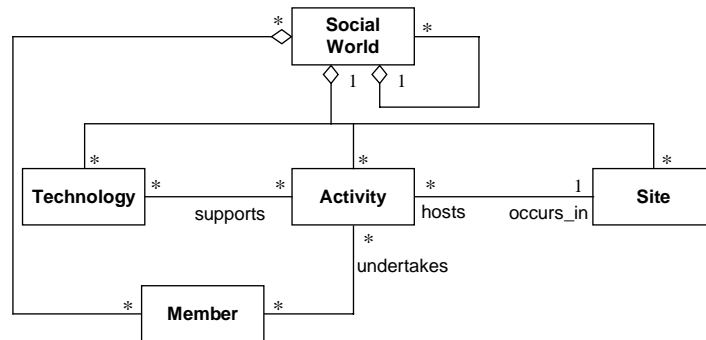 *
Social
World
*
1
1
*
*
*
Technology
*
supports
*
Activity
*
hosts
1
occurs_in
Site
*
undertakes
*
Member
*